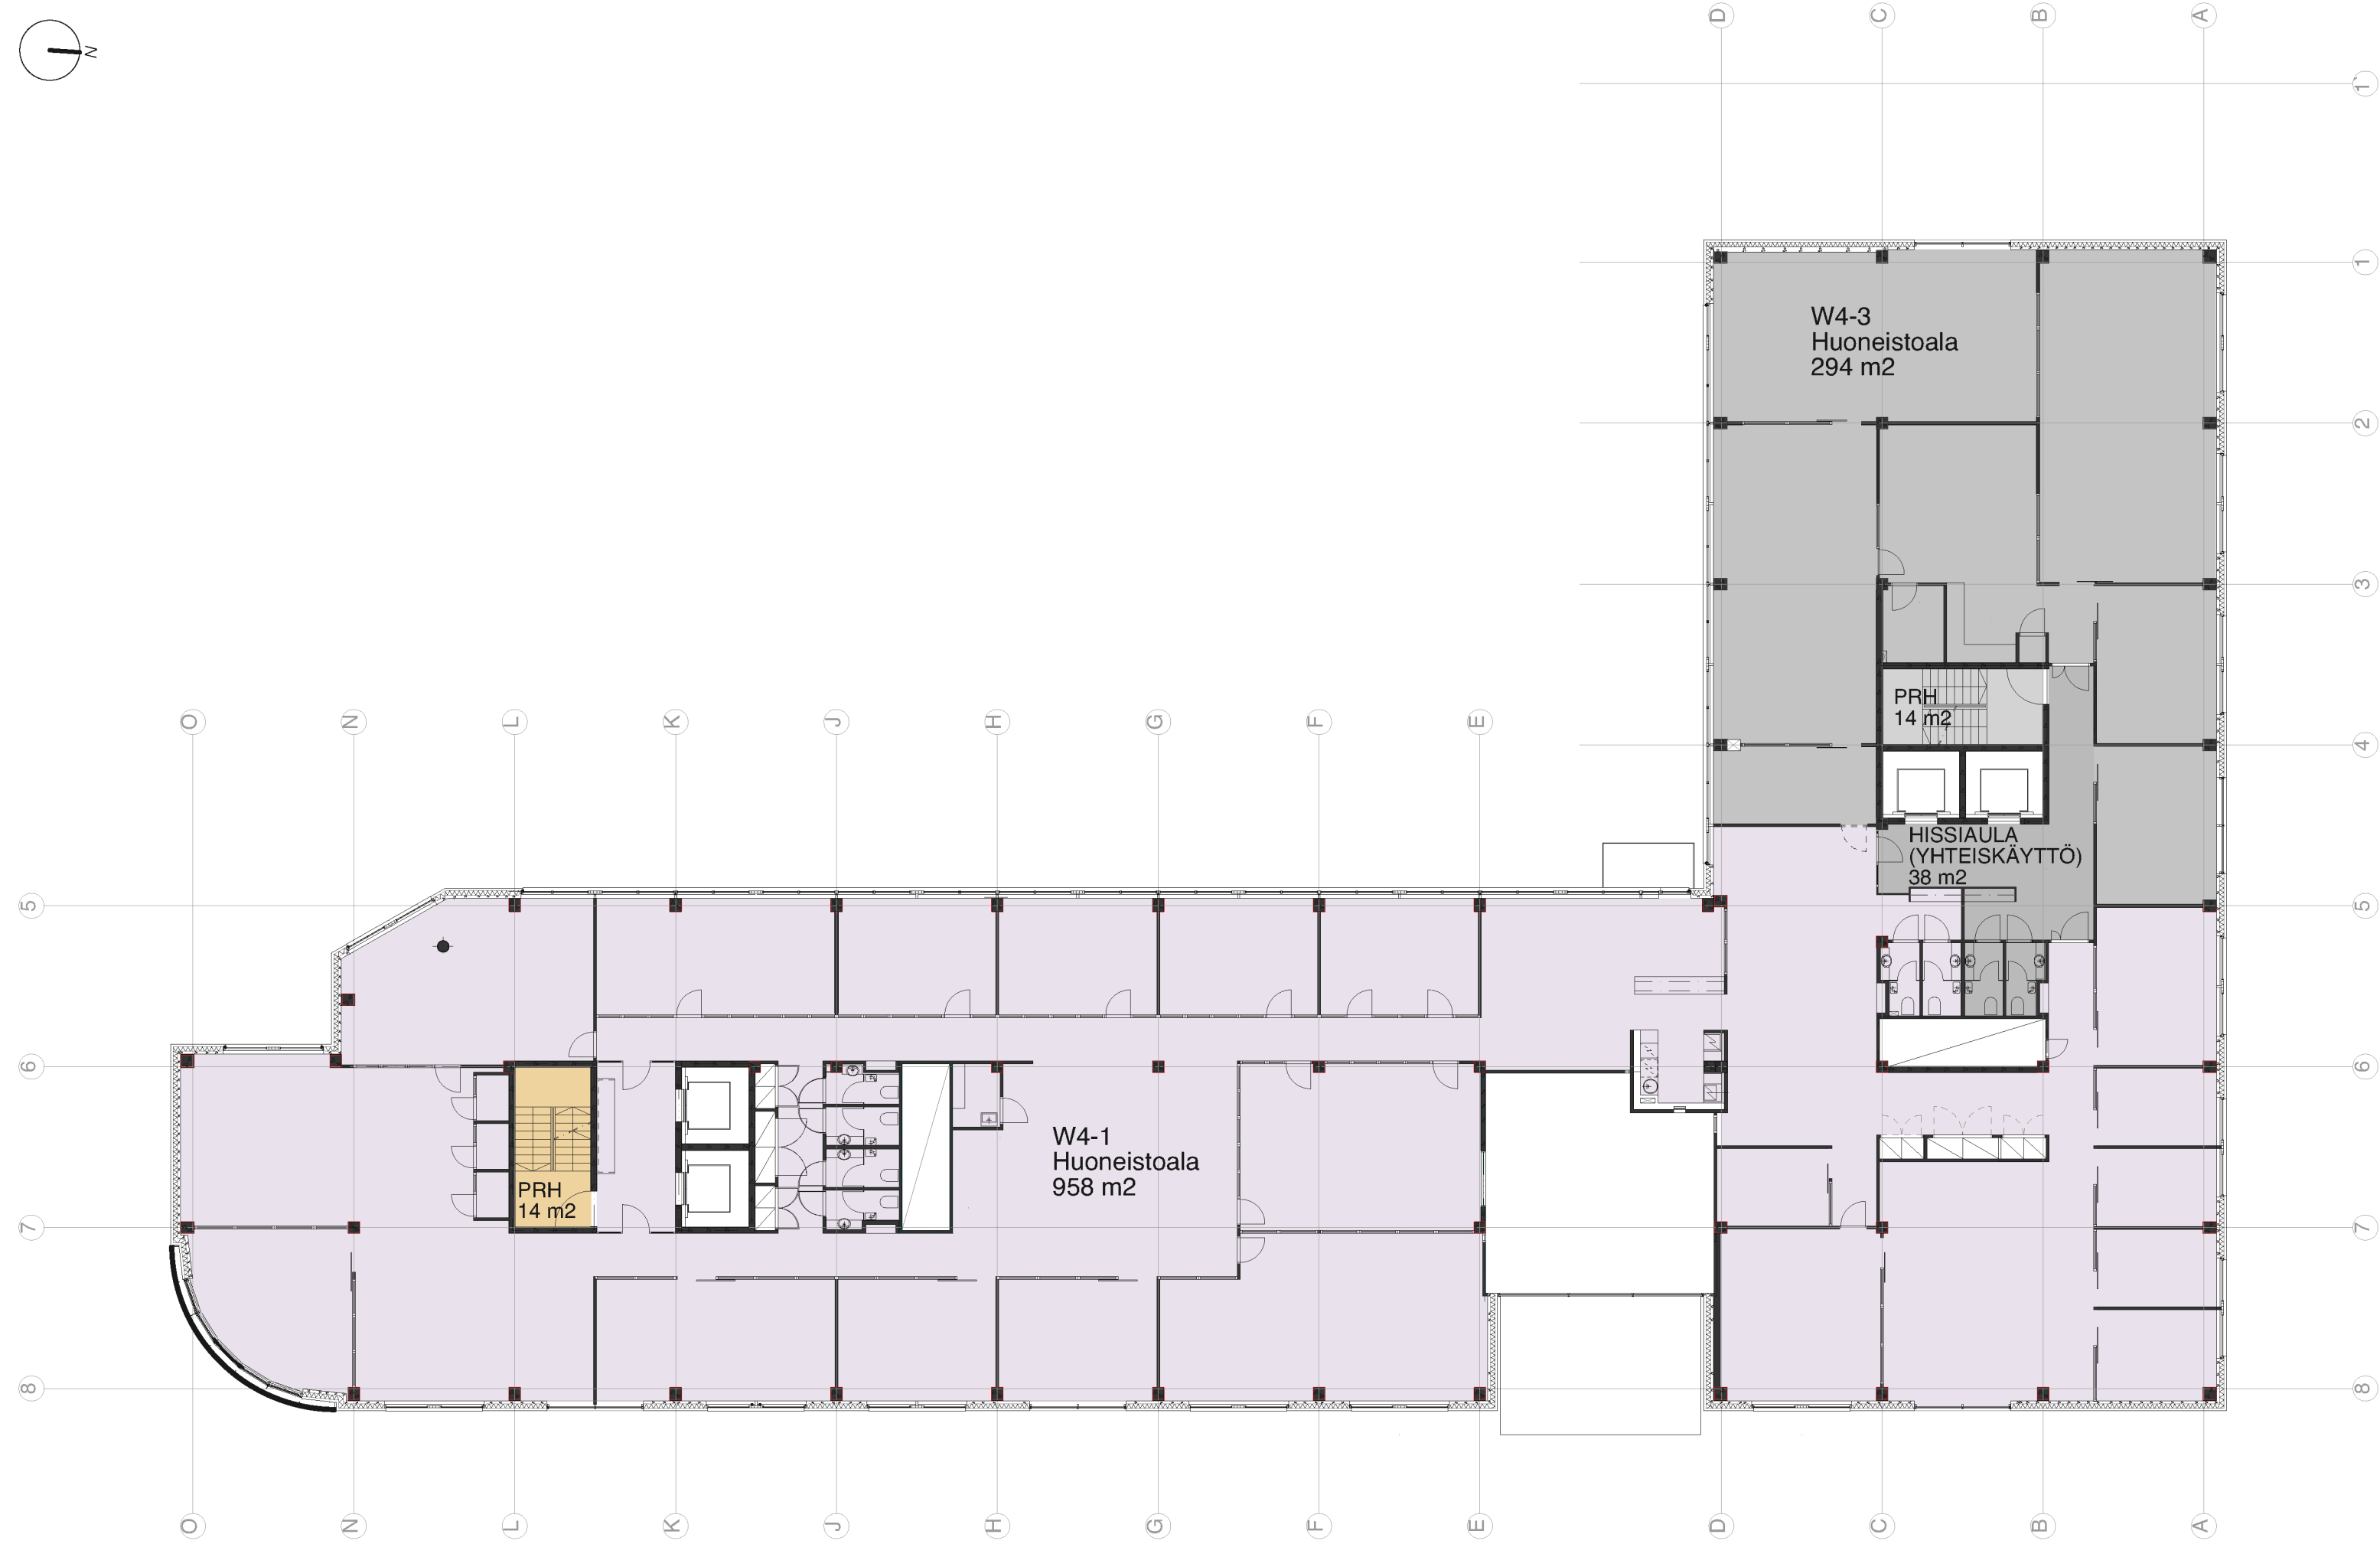 N
D
C
B
A
1'
1
W4-3
Huoneistoala
294 m2
2
3
PRH
14 m2
O
N
L
K
J
H
G
F
E
4
HISSIAULA
(YHTEISKÄYTTÖ)
38 m2
5
5
6
6
W4-1
Huoneistoala
958 m2
PRH
14 m2
7
7
8
8
O
N
L
K
J
H
G
F
E
D
C
B
A